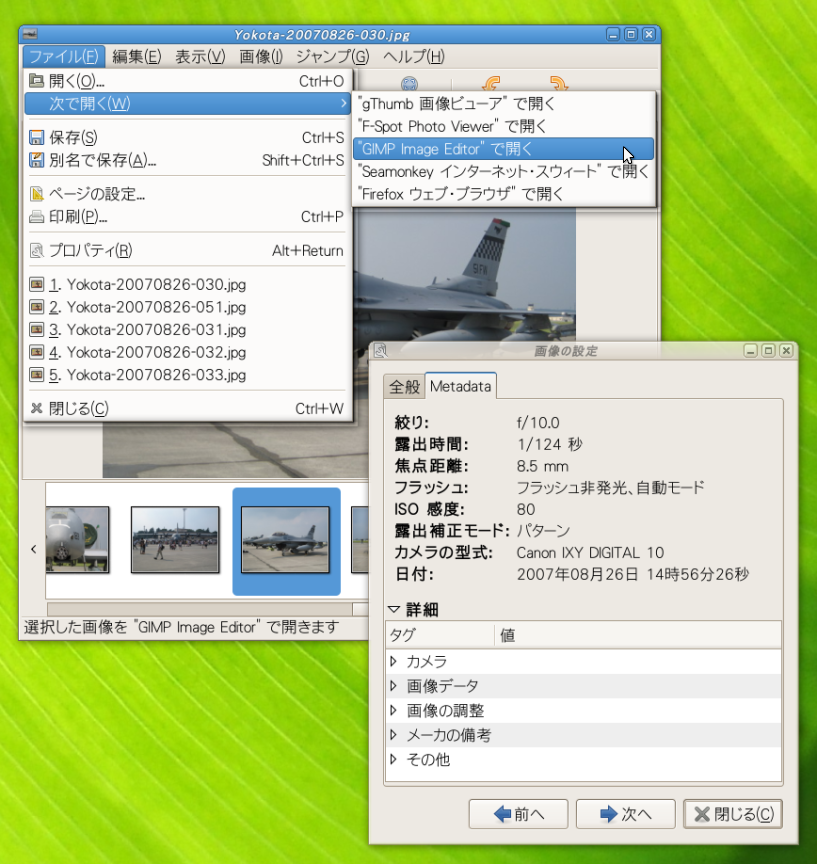 Yokota-20070826-030.jpg
ファイル(F) 編集(E) 表示(V) 画像(I) ジャンプ(G) ヘルプ(H)
開く(O)... Ctrl+O
次で開く(W)
"gThumb 画像ビューア" で開く
"F-Spot Photo Viewer" で開く
"GIMP Image Editor" で開く
"Seamonkey インターネット・スウィート" で開く
"Firefox ウェブ・ブラウザ" で開く
保存(S) Ctrl+S
別名で保存(A)... Shift+Ctrl+S
ページの設定...
印刷(P)... Ctrl+P
プロパティ(R) Alt+Return
1. Yokota-20070826-030.jpg
2. Yokota-20070826-051.jpg
3. Yokota-20070826-031.jpg
4. Yokota-20070826-032.jpg
5. Yokota-20070826-033.jpg
閉じる(C) Ctrl+W
51FW
選択した画像を "GIMP Image Editor" で開きます
画像の設定
全般 Metadata
絞り: f/10.0
露出時間: 1/124 秒
焦点距離: 8.5 mm
フラッシュ: フラッシュ非発光、自動モード
ISO 感度: 80
露出補正モード: パターン
カメラの型式: Canon IXY DIGITAL 10
日付: 2007年08月26日 14時56分26秒
詳細
タグ 値
カメラ
画像データ
画像の調整
メーカの備考
その他
前へ 次へ 閉じる(C)